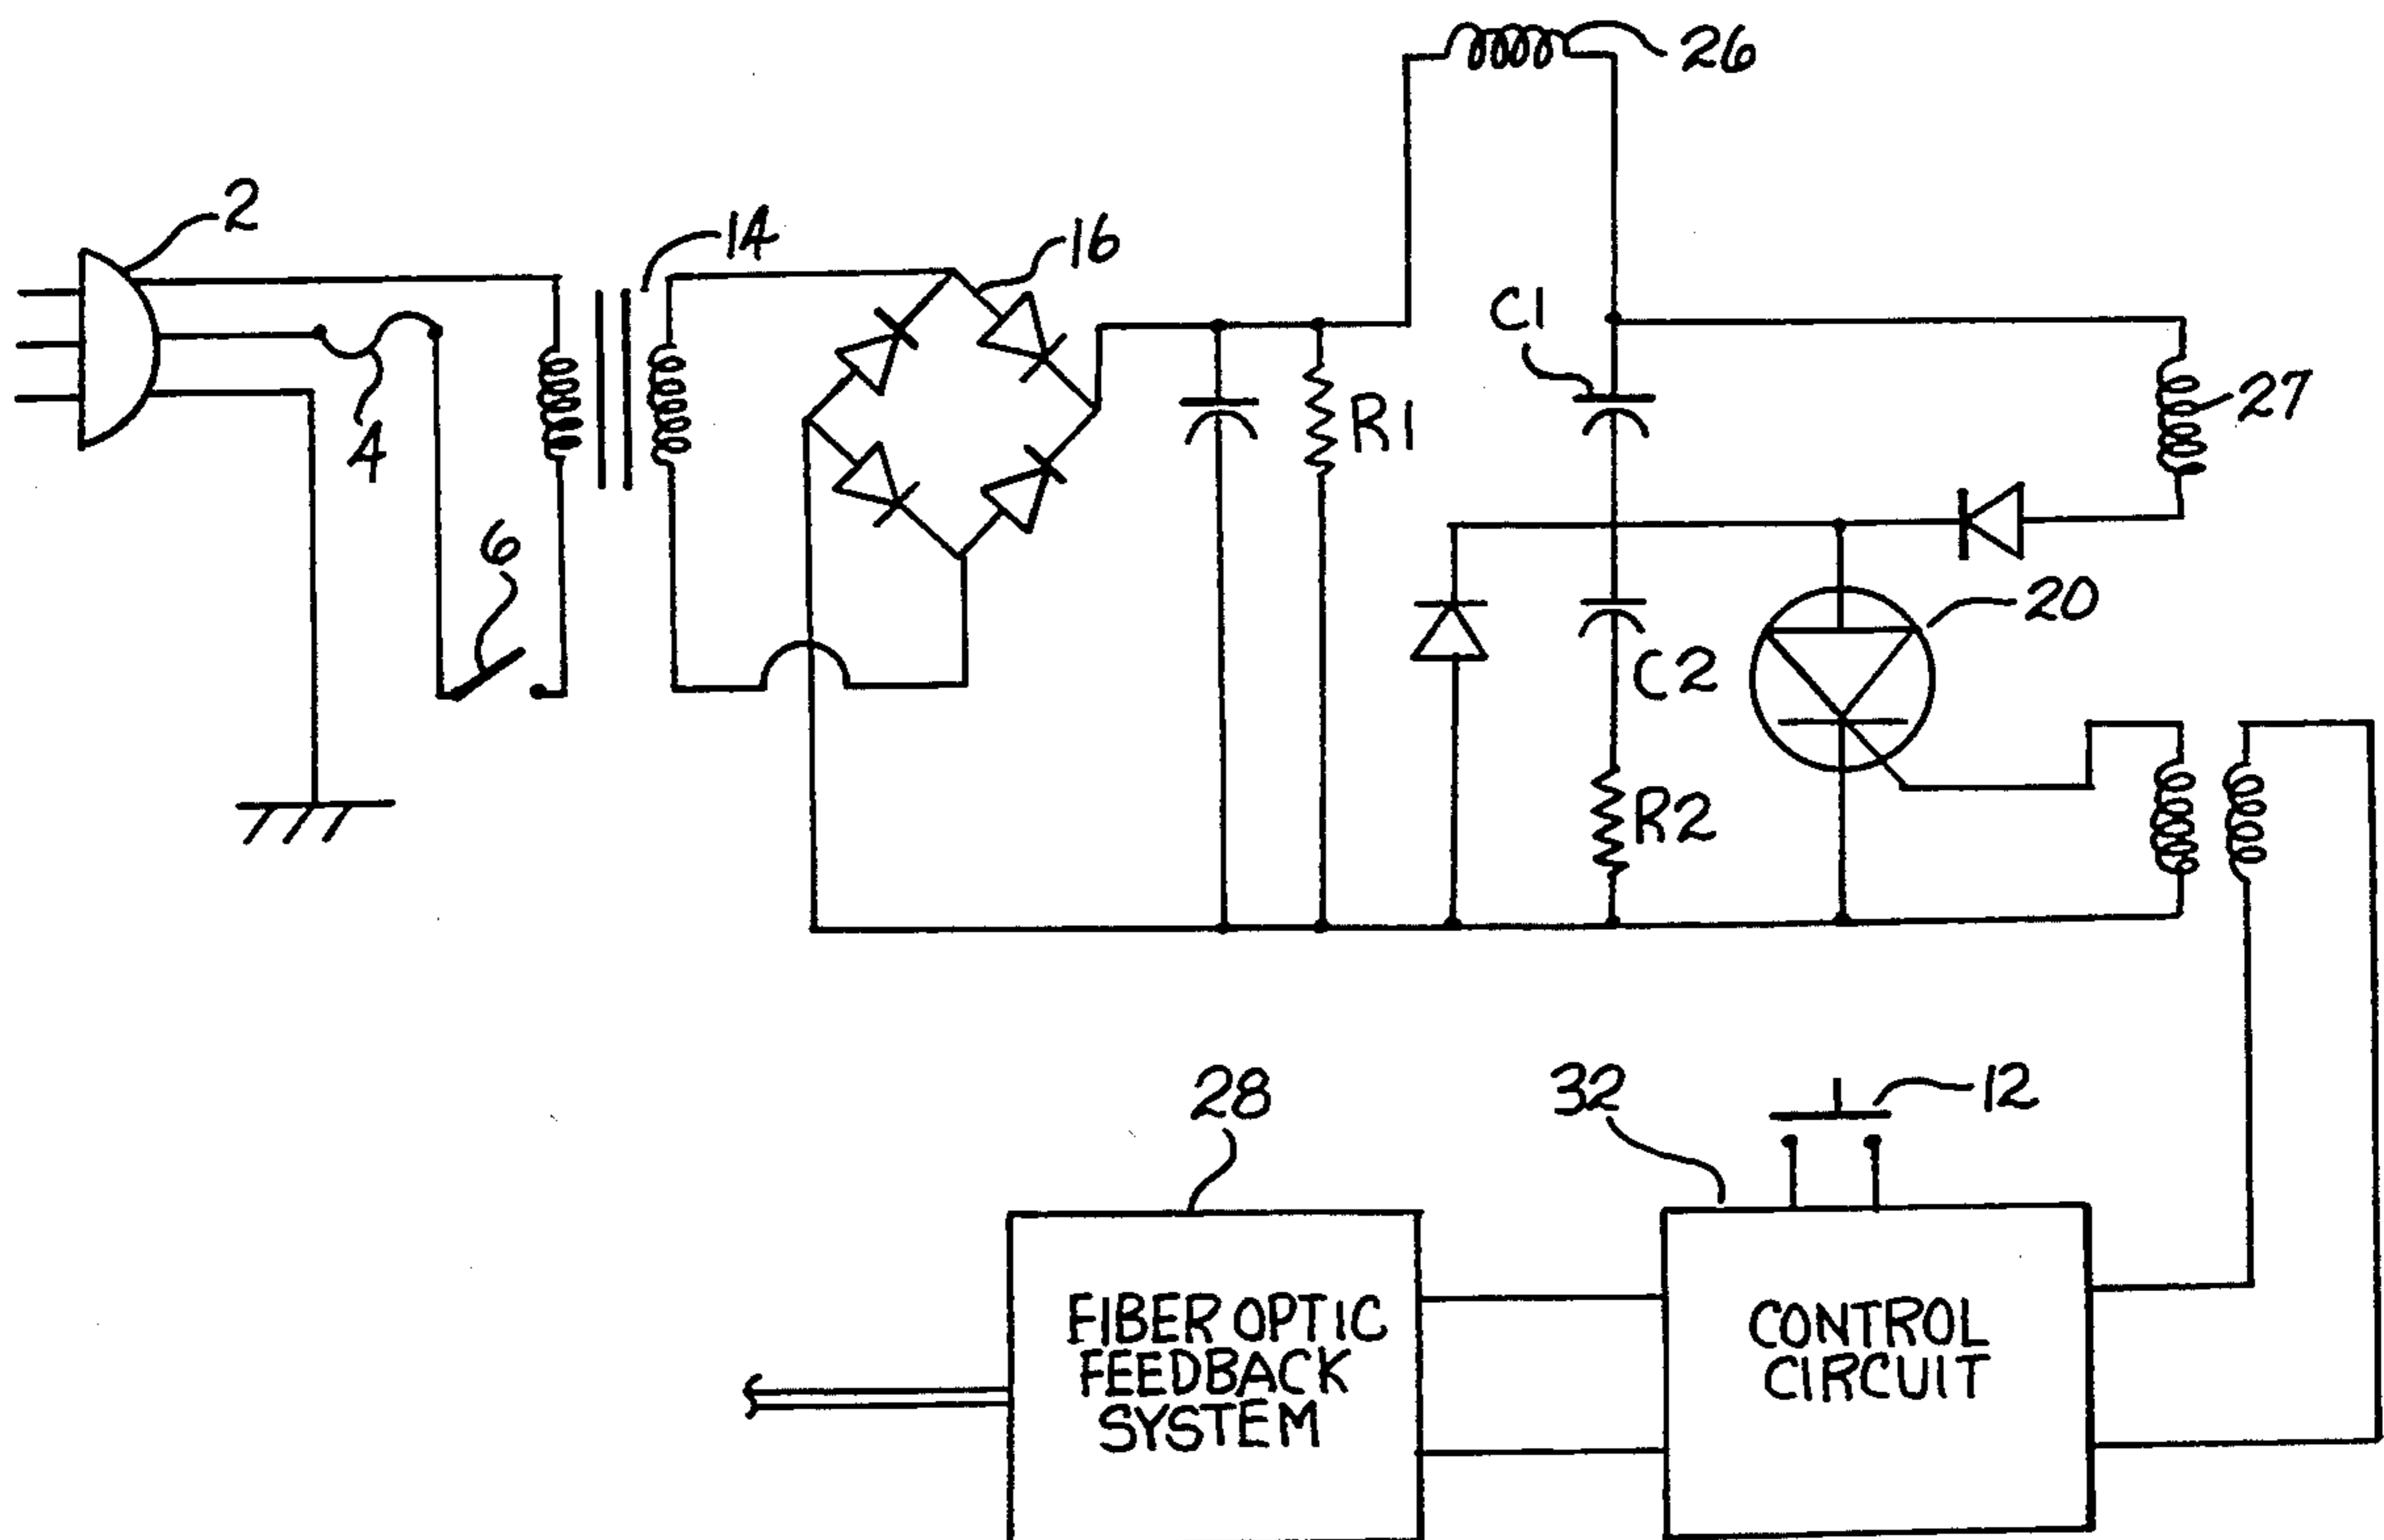 26
2
14
16
C1
R1
27
4
6
20
C2
R2
28
32
12
FIBER OPTIC
FEEDBACK
SYSTEM
CONTROL
CIRCUIT